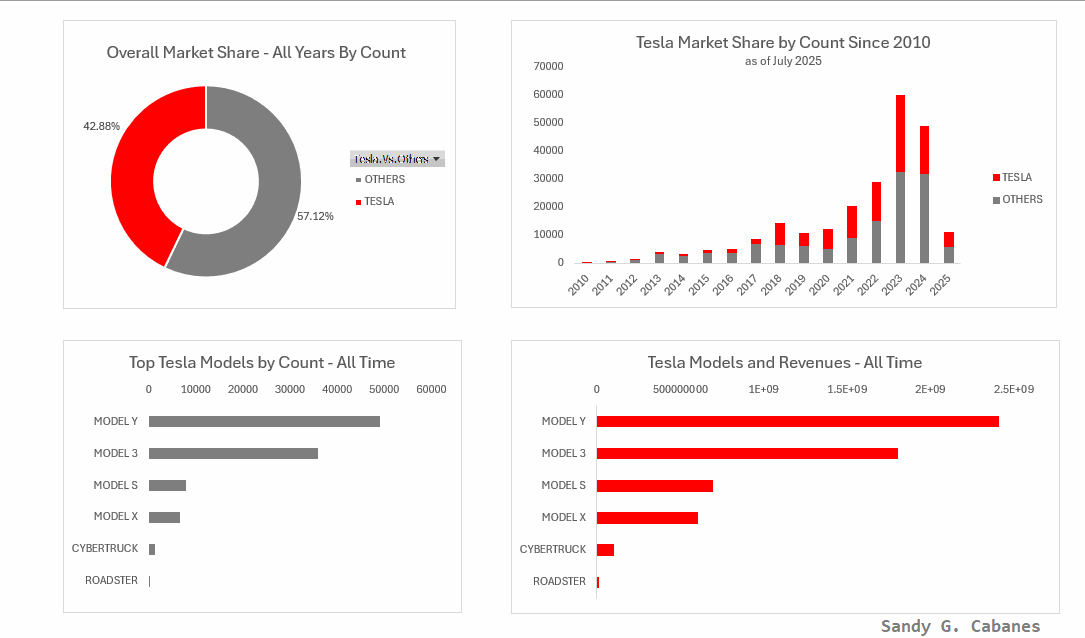 Overall Market Share - All Years By Count
42.88%
57.12%
Tesla.Vs.Others
OTHERS
TESLA
Tesla Market Share by Count Since 2010
as of July 2025
70000
60000
50000
40000
30000
20000
10000
0
2010
2011
2012
2013
2014
2015
2016
2017
2018
2019
2020
2021
2022
2023
2024
2025
TESLA
OTHERS
Top Tesla Models by Count - All Time
0 10000 20000 30000 40000 50000 60000
MODEL Y
MODEL 3
MODEL S
MODEL X
CYBERTRUCK
ROADSTER
Tesla Models and Revenues - All Time
0 500000000 1E+09 1.5E+09 2E+09 2.5E+09
MODEL Y
MODEL 3
MODEL S
MODEL X
CYBERTRUCK
ROADSTER
Sandy G. Cabanes